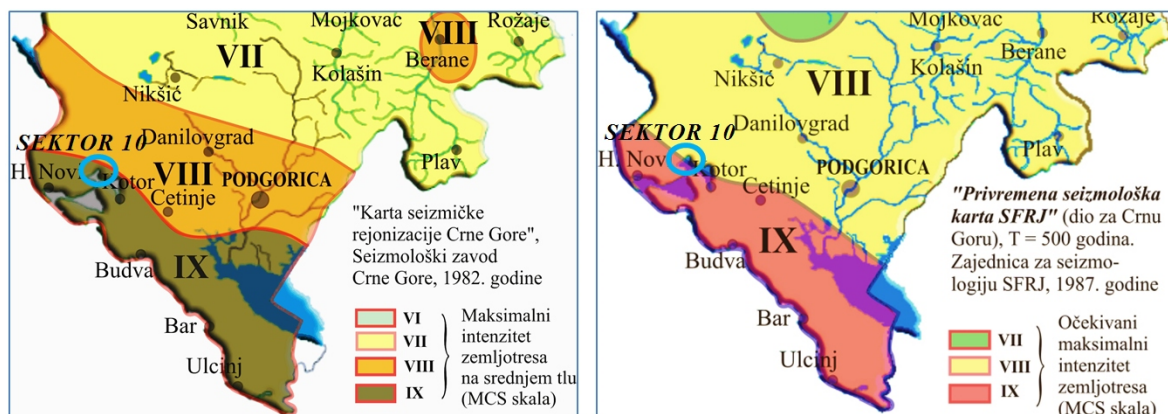 Savnik
Mojkovac
Rožaje
VIII
VII
Berane
Kolašin
Nikšić
SEKTOR 10
Danilovgrad
Plav
H. Novi
VIII
PODGORICA
Kotor
Cetinje
IX
Budva
Bar
Ulcinj
"Karta seizmičke
rejonizacije Crne Gore",
Seizmološki zavod
Crne Gore, 1982. godine
VI
VII
VIII
IX
Maksimalni
intenzitet
zemljotresa
na srednjem tlu
(MCS skala)
Mojkovac
Rožaje
Berane
Kolašin
Nikšić
VIII
SEKTOR 10
Danilovgrad
Plav
H. Novi
PODGORICA
Kotor
Cetinje
IX
Budva
Bar
Ulcinj
"Privremena seizmološka
karta SFRJ" (dio za Crnu
Goru), T = 500 godina.
Zajednica za seizmo-
logiju SFRJ, 1987. godine
VII
VIII
IX
Očekivani
maksimalni
intenzitet
zemljotresa
(MCS skala)